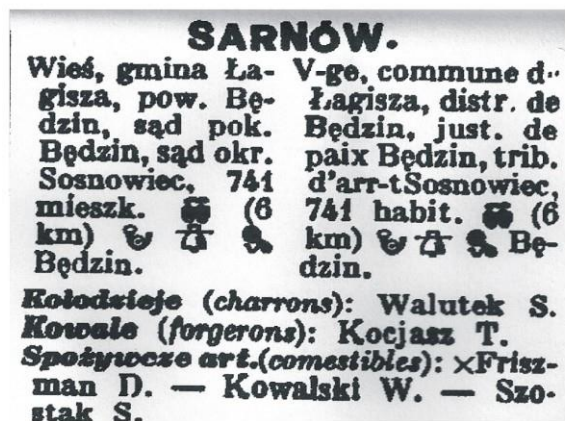 SARNÓW.
Wieś, gmina Ła-
gisza, pow. Bę-
dzin, sąd pok.
Będzin, sąd okr.
Sosnowiec, 741
mieszk. (6
km)
Będzin.
V-ge, commune d
Łagisza, distr. de
Będzin, just. de
paix Będzin, trib.
d'arr-tSosnowiec,
741 habit. (6
km) Bę-
dzin.
Kołodzieje (charrons): Walutek S.
Kowale (forgerons): Kocjasz T.
Spożywcze art.(comestibles): ×Frisz-
man D. — Kowalski W. — Szo-
stak S.